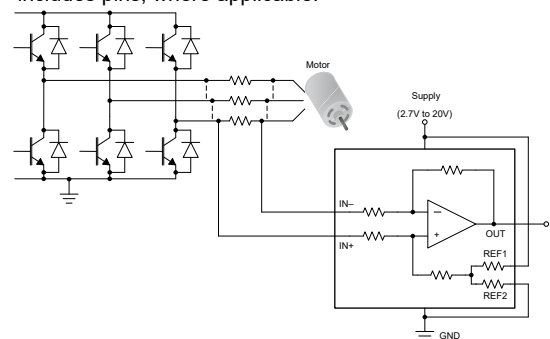 includes pins, where applicable.
Motor
Supply
(2.7V to 20V)
IN–
IN+
−
+
OUT
REF1
REF2
GND